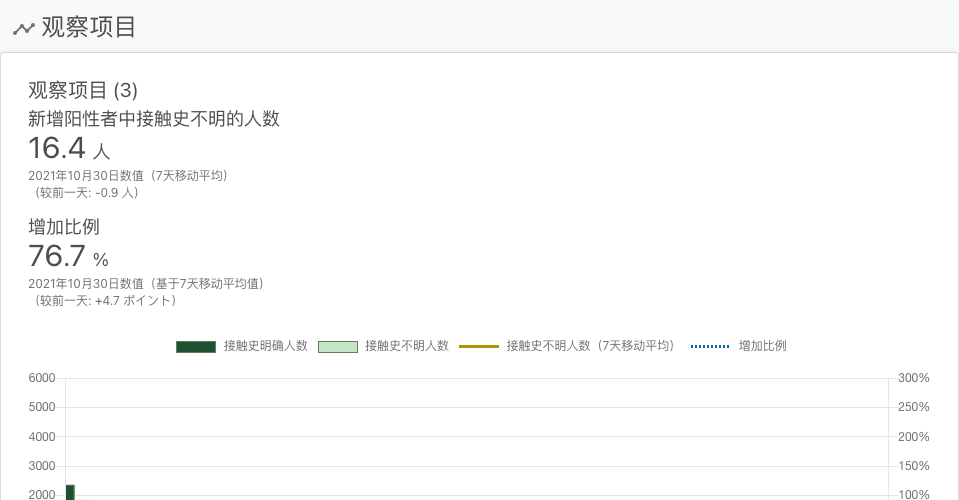 观察项目
观察项目 (3)
新增阳性者中接触史不明的人数
16.4 人
2021年10月30日数值（7天移动平均）
（较前一天: -0.9 人）
增加比例
76.7 %
2021年10月30日数值（基于7天移动平均值）
（较前一天: +4.7 ポイント）
接触史明确人数 接触史不明人数 接触史不明人数（7天移动平均） 增加比例
6000 300%
5000 250%
4000 200%
3000 150%
2000 100%